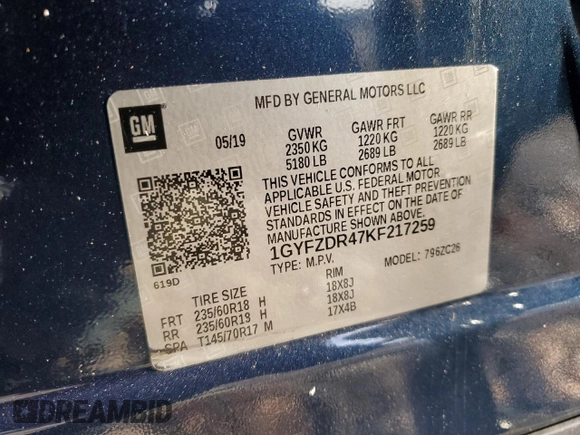 GM
MFD BY GENERAL MOTORS LLC
05/19 GVWR GAWR FRT GAWR RR
2350 KG 1220 KG 1220 KG
5180 LB 2689 LB 2689 LB
THIS VEHICLE CONFORMS TO ALL
APPLICABLE U.S. FEDERAL MOTOR
VEHICLE SAFETY AND THEFT PREVENTION
STANDARDS IN EFFECT ON THE DATE OF
MANUFACTURE SHOWN ABOVE.
1GYFZDR47KF217259
TYPE: M.P.V. MODEL: 796ZC26
619D
TIRE SIZE RIM
FRT 235/60R18 H 18X8J
RR 235/60R18 H 18X8J
SPA T145/70R17 M 17X4B
DREAMBID